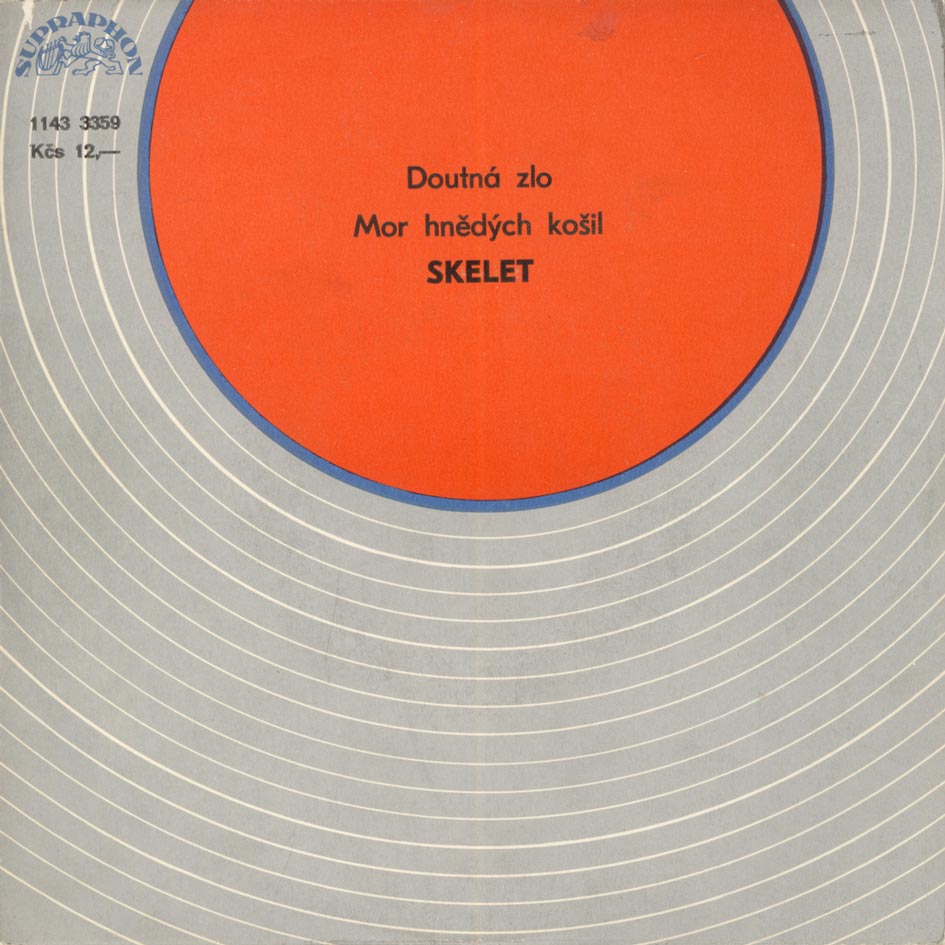 SUPRAPHON
1143 3359
Kčs 12,—
Doutná zlo
Mor hnědých košil
SKELET